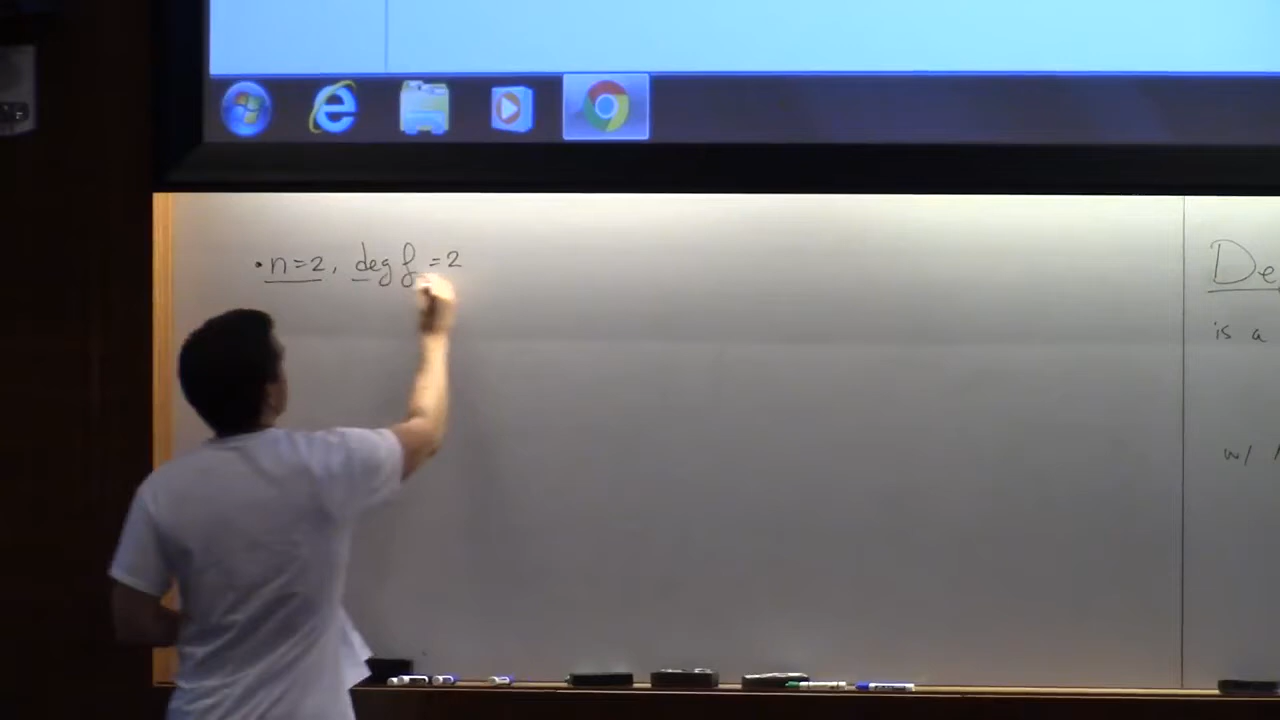 • n=2, deg f = 2
De
is a
w/